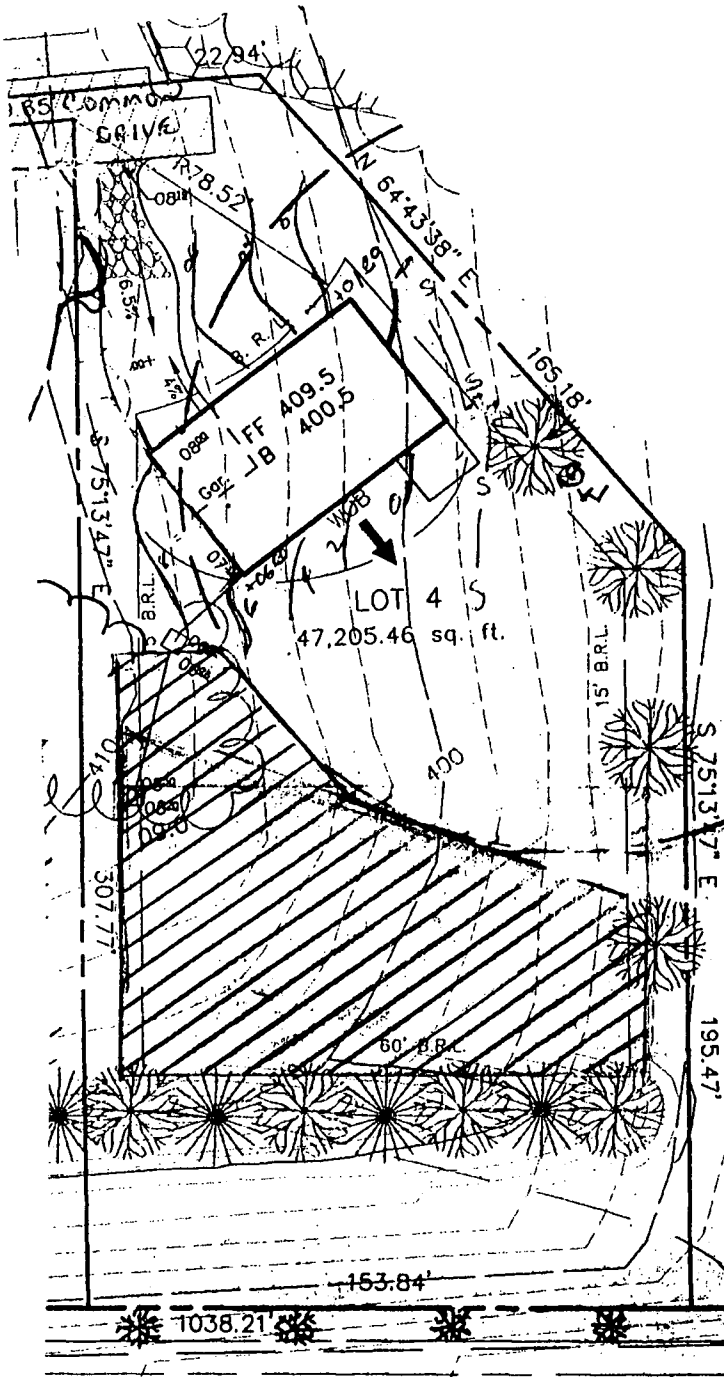 22.94'
COMMON
DRIVE
R78.52
N 64°43'38" E
165.18'
6.5%
4%
B.R.L.
FF 409.5
B 400.5
Gar.
WOB
LOT 4
47,205.46 sq. ft.
S 75°13'47" E
B.R.L.
15' B.R.L.
S
400
410
307.77'
S 75°13'47" E
195.47'
60' B.R.L.
153.84'
1038.21'